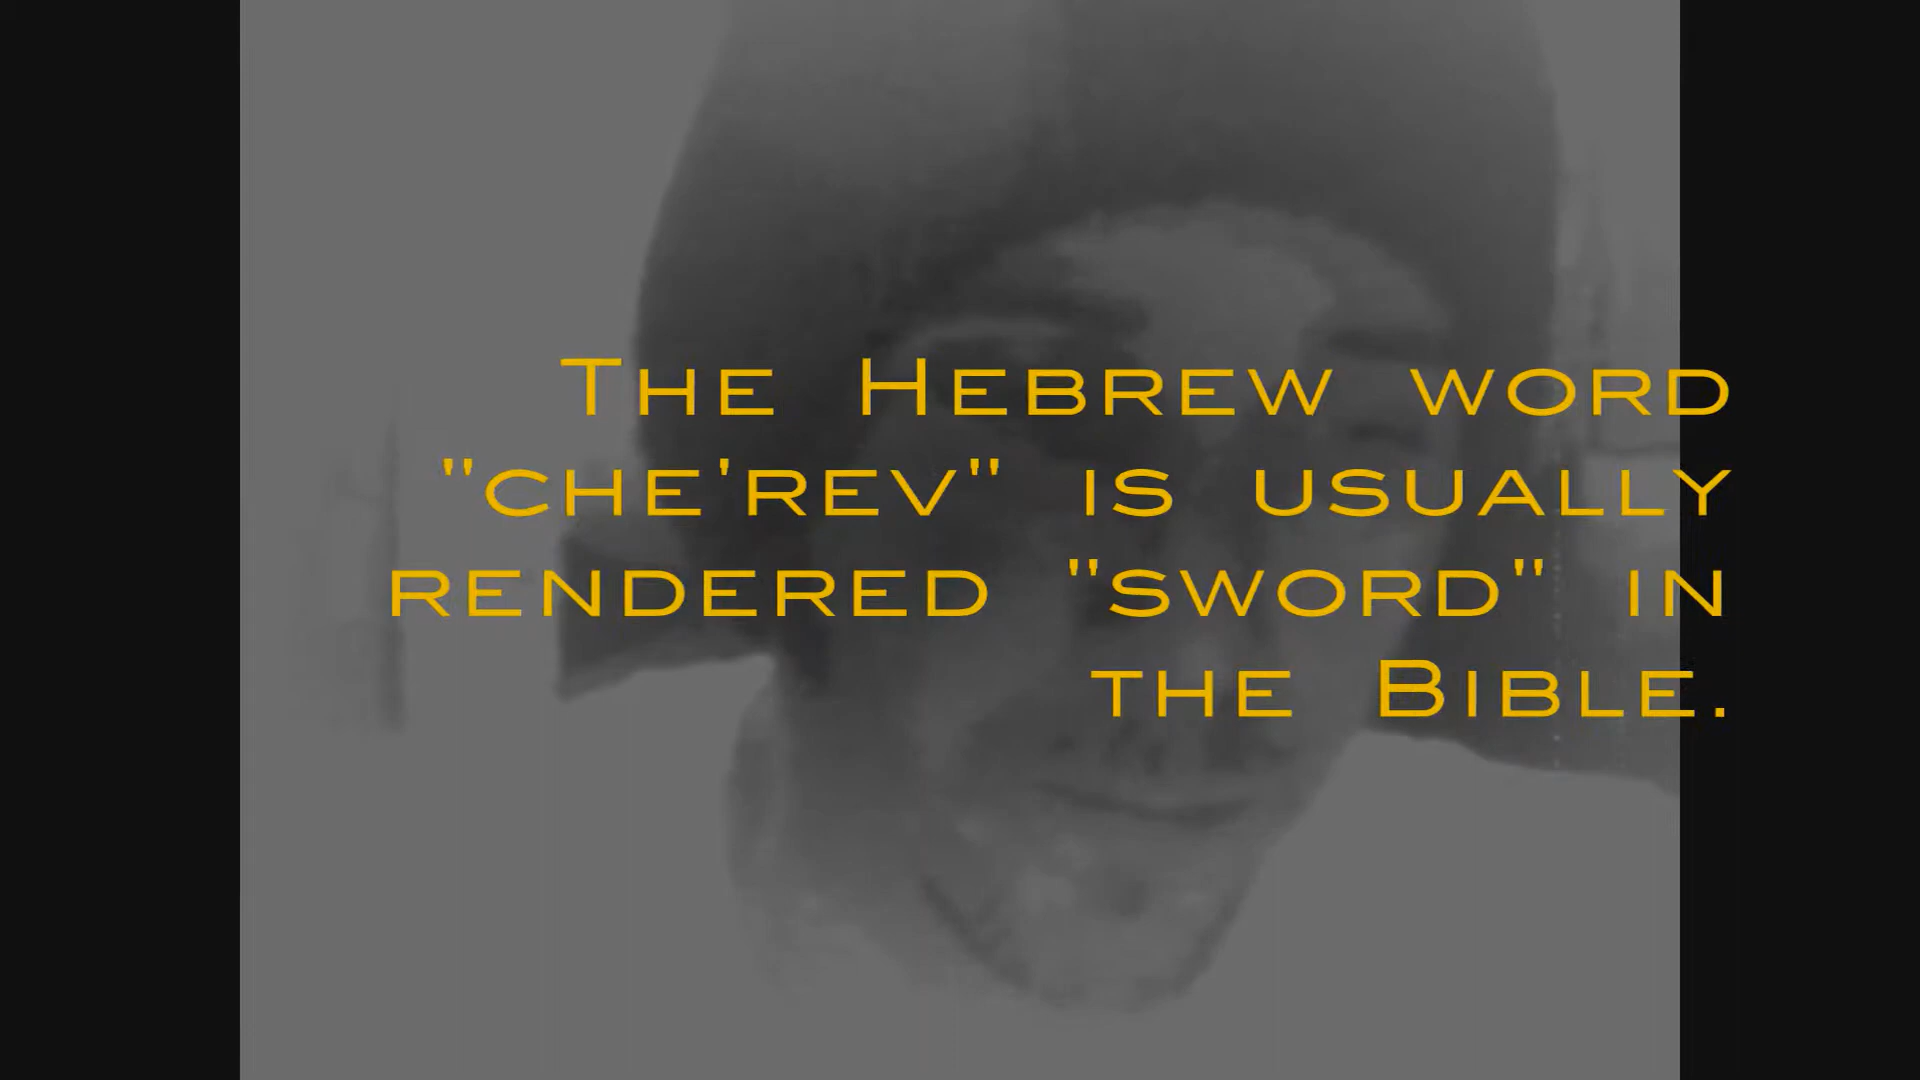 The Hebrew word
"che'rev" is usually
rendered "sword" in
the Bible.